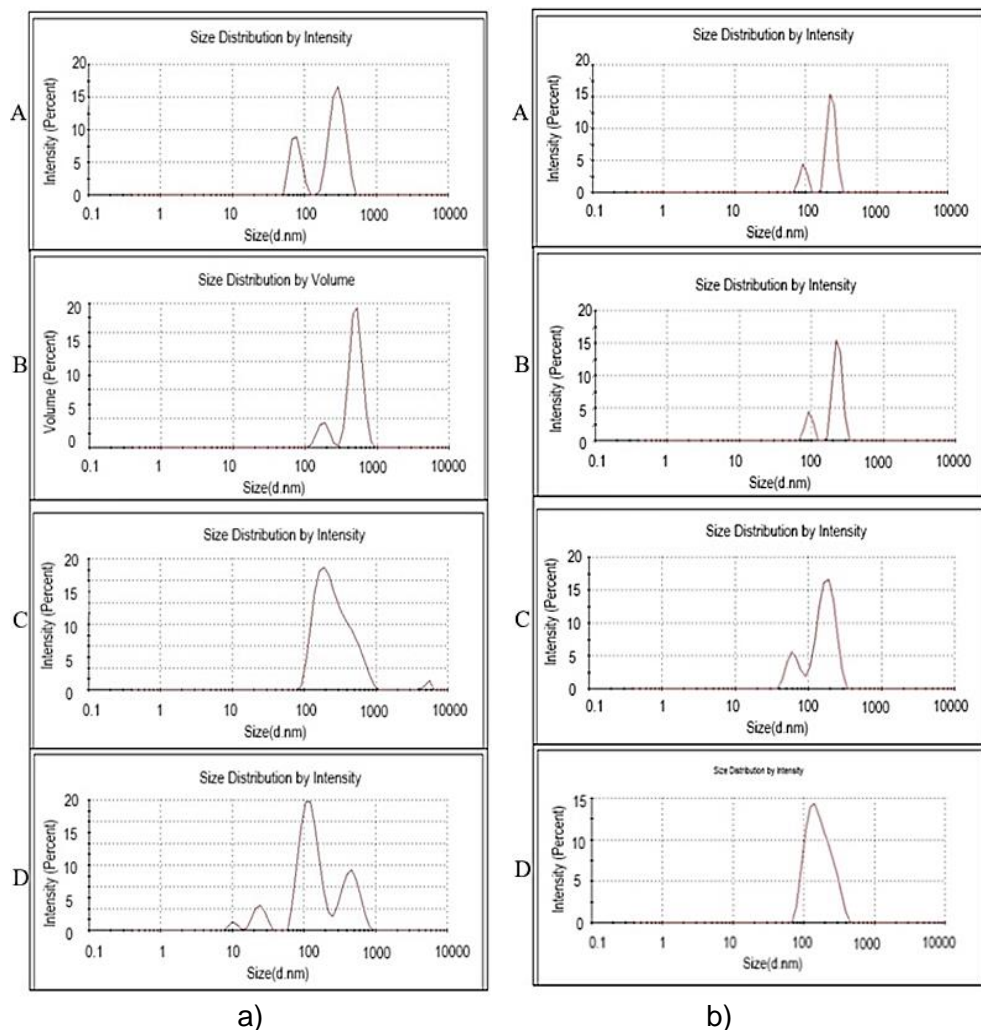 Size Distribution by Intensity
A
Intensity (Percent)
20
15
10
5
0
0.1 1 10 100 1000 10000
Size(d.nm)
Size Distribution by Volume
B
Volume (Percent)
20
15
10
5
0
0.1 1 10 100 1000 10000
Size(d.nm)
Size Distribution by Intensity
C
Intensity (Percent)
20
15
10
5
0
0.1 1 10 100 1000 10000
Size(d.nm)
Size Distribution by Intensity
D
Intensity (Percent)
20
15
10
5
0
0.1 1 10 100 1000 10000
Size(d.nm)
a)
Size Distribution by Intensity
A
Intensity (Percent)
20
15
10
5
0
0.1 1 10 100 1000 10000
Size(d.nm)
Size Distribution by Intensity
B
Intensity (Percent)
20
15
10
5
0
0.1 1 10 100 1000 10000
Size(d.nm)
Size Distribution by Intensity
C
Intensity (Percent)
20
15
10
5
0
0.1 1 10 100 1000 10000
Size(d.nm)
Size Distribution by Intensity
D
Intensity (Percent)
15
10
5
0
0.1 1 10 100 1000 10000
Size(d.nm)
b)